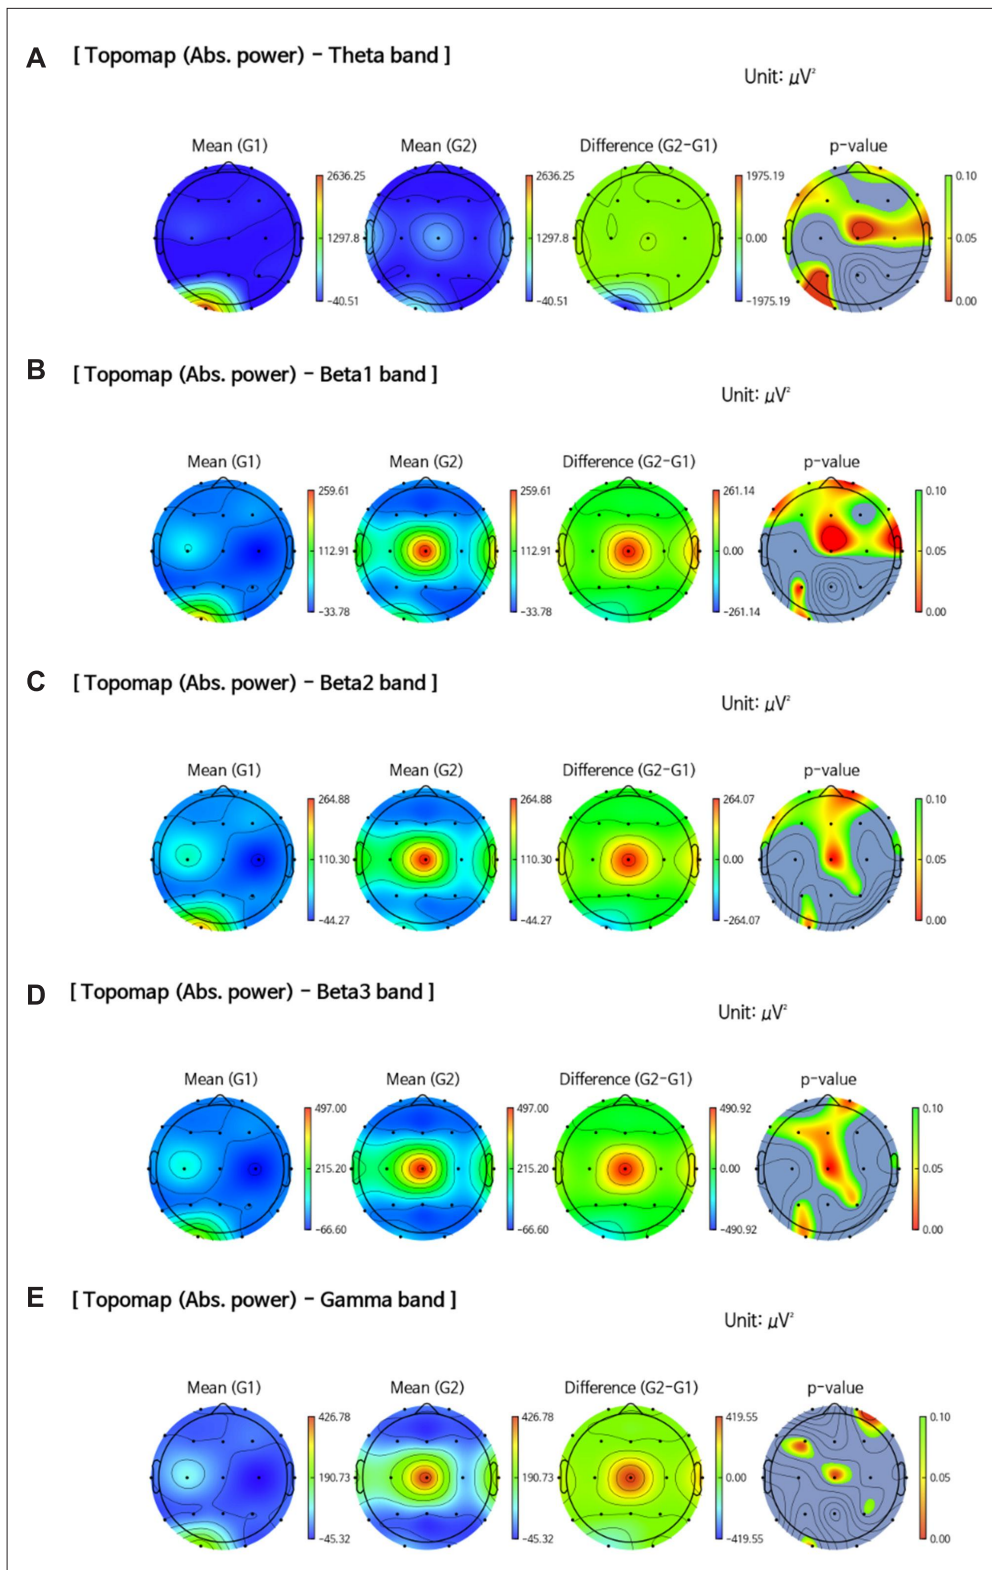 A [ Topomap (Abs. power) − Theta band ]
Unit: μV²
Mean (G1) Mean (G2) Difference (G2−G1) p−value
2636.25 2636.25 1975.19 0.10
1297.8 1297.8 0.00 0.05
−40.51 −40.51 −1975.19 0.00
B [ Topomap (Abs. power) − Beta1 band ]
Unit: μV²
Mean (G1) Mean (G2) Difference (G2−G1) p−value
259.61 259.61 261.14 0.10
112.91 112.91 0.00 0.05
−33.78 −33.78 −261.14 0.00
C [ Topomap (Abs. power) − Beta2 band ]
Unit: μV²
Mean (G1) Mean (G2) Difference (G2−G1) p−value
264.88 264.88 264.07 0.10
110.30 110.30 0.00 0.05
−44.27 −44.27 −264.07 0.00
D [ Topomap (Abs. power) − Beta3 band ]
Unit: μV²
Mean (G1) Mean (G2) Difference (G2−G1) p−value
497.00 497.00 490.92 0.10
215.20 215.20 0.00 0.05
−66.60 −66.60 −490.92 0.00
E [ Topomap (Abs. power) − Gamma band ]
Unit: μV²
Mean (G1) Mean (G2) Difference (G2−G1) p−value
426.78 426.78 419.55 0.10
190.73 190.73 0.00 0.05
−45.32 −45.32 −419.55 0.00